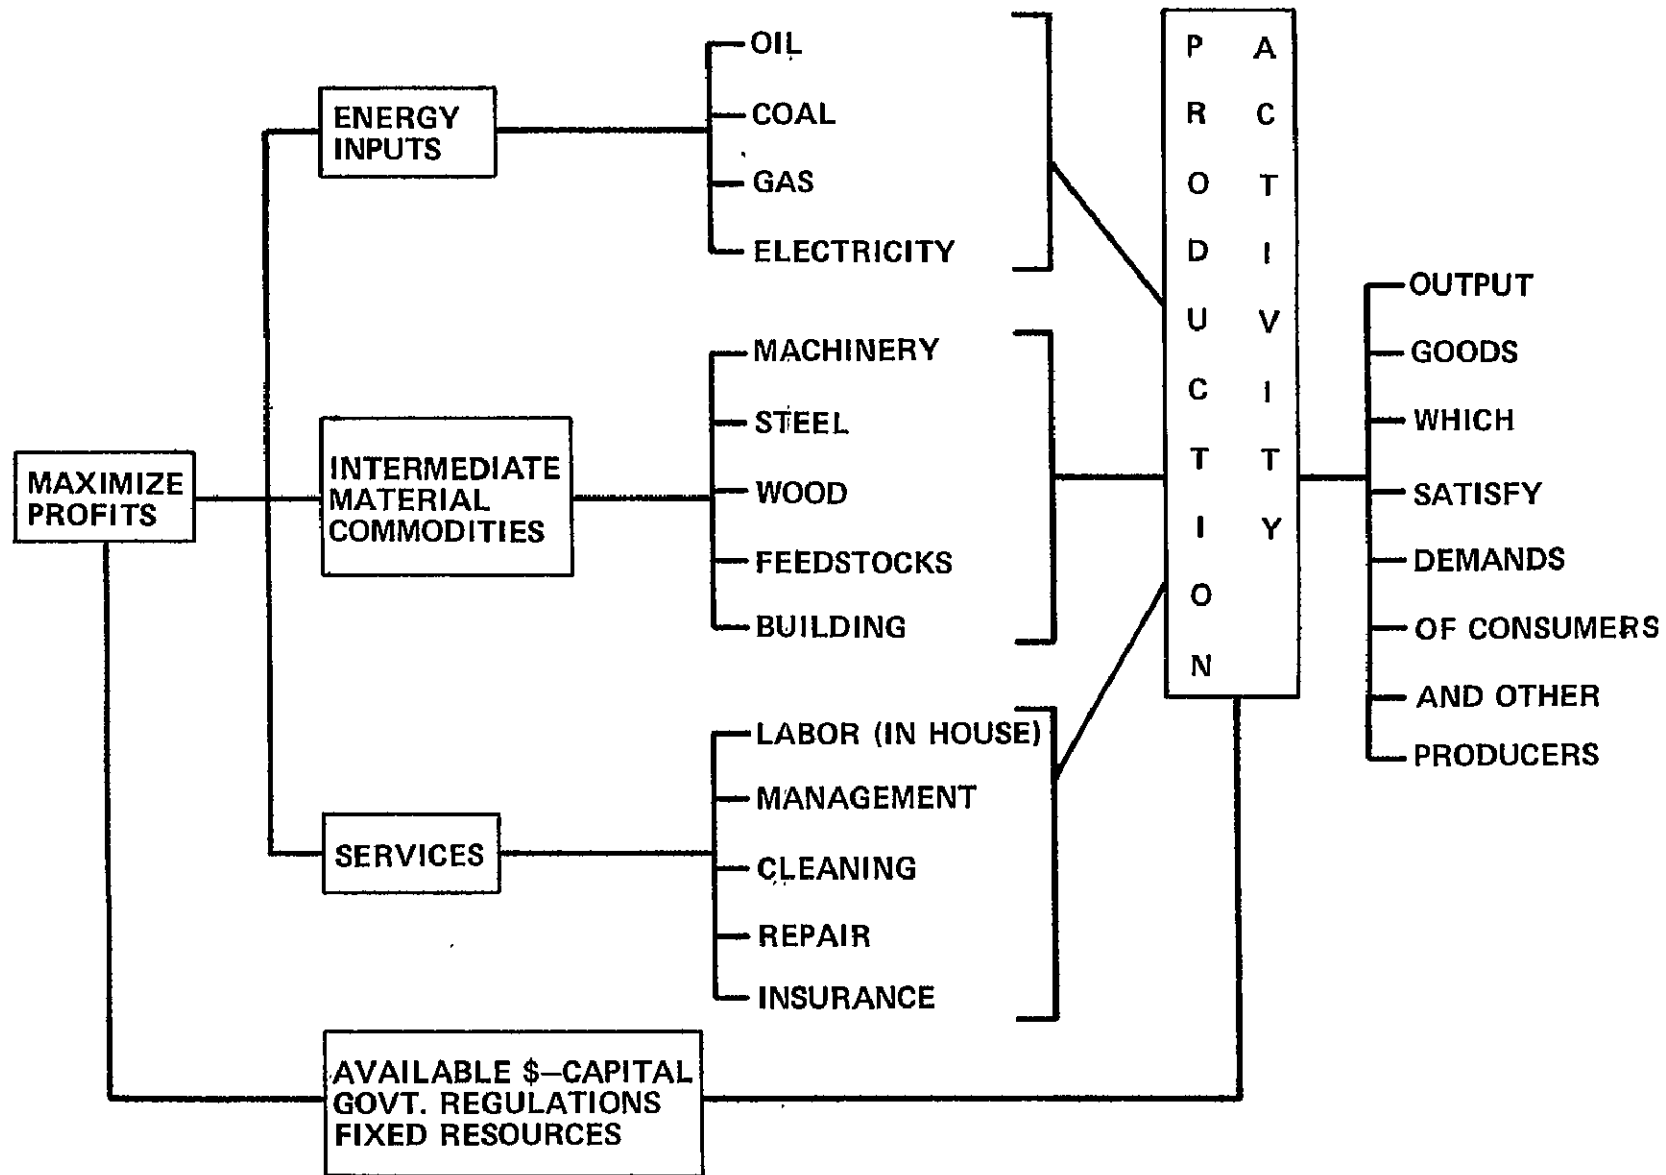 MAXIMIZE
PROFITS
ENERGY
INPUTS
OIL
COAL
GAS
ELECTRICITY
INTERMEDIATE
MATERIAL
COMMODITIES
MACHINERY
STEEL
WOOD
FEEDSTOCKS
BUILDING
SERVICES
LABOR (IN HOUSE)
MANAGEMENT
CLEANING
REPAIR
INSURANCE
AVAILABLE $–CAPITAL
GOVT. REGULATIONS
FIXED RESOURCES
PRODUCTION
ACTIVITY
OUTPUT
GOODS
WHICH
SATISFY
DEMANDS
OF CONSUMERS
AND OTHER
PRODUCERS